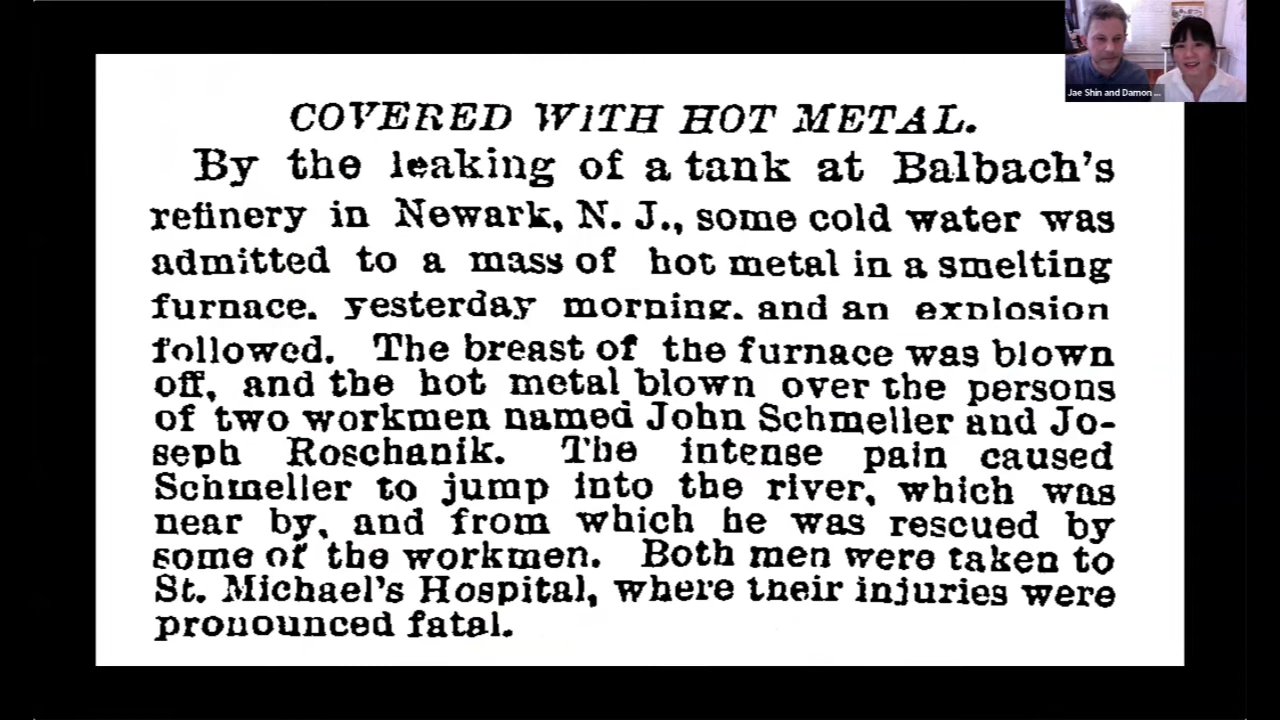 Jae Shin and Damon ...
COVERED WITH HOT METAL.
By the leaking of a tank at Balbach's
refinery in Newark, N. J., some cold water was
admitted to a mass of hot metal in a smelting
furnace, yesterday morning, and an explosion
followed. The breast of the furnace was blown
off, and the hot metal blown over the persons
of two workmen named John Schmeller and Jo-
seph Roschanik. The intense pain caused
Schmeller to jump into the river, which was
near by, and from which he was rescued by
some of the workmen. Both men were taken to
St. Michael's Hospital, where their injuries were
pronounced fatal.